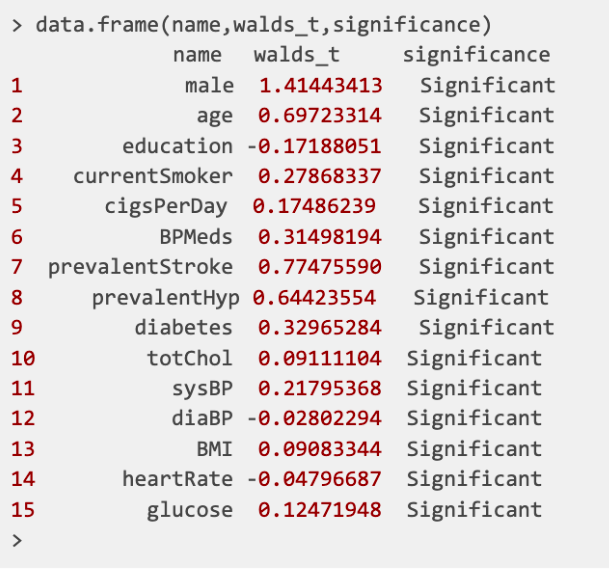 > data.frame(name,walds_t,significance)
name walds_t significance
1 male 1.41443413 Significant
2 age 0.69723314 Significant
3 education -0.17188051 Significant
4 currentSmoker 0.27868337 Significant
5 cigsPerDay 0.17486239 Significant
6 BPMeds 0.31498194 Significant
7 prevalentStroke 0.77475590 Significant
8 prevalentHyp 0.64423554 Significant
9 diabetes 0.32965284 Significant
10 totChol 0.09111104 Significant
11 sysBP 0.21795368 Significant
12 diaBP -0.02802294 Significant
13 BMI 0.09083344 Significant
14 heartRate -0.04796687 Significant
15 glucose 0.12471948 Significant
>